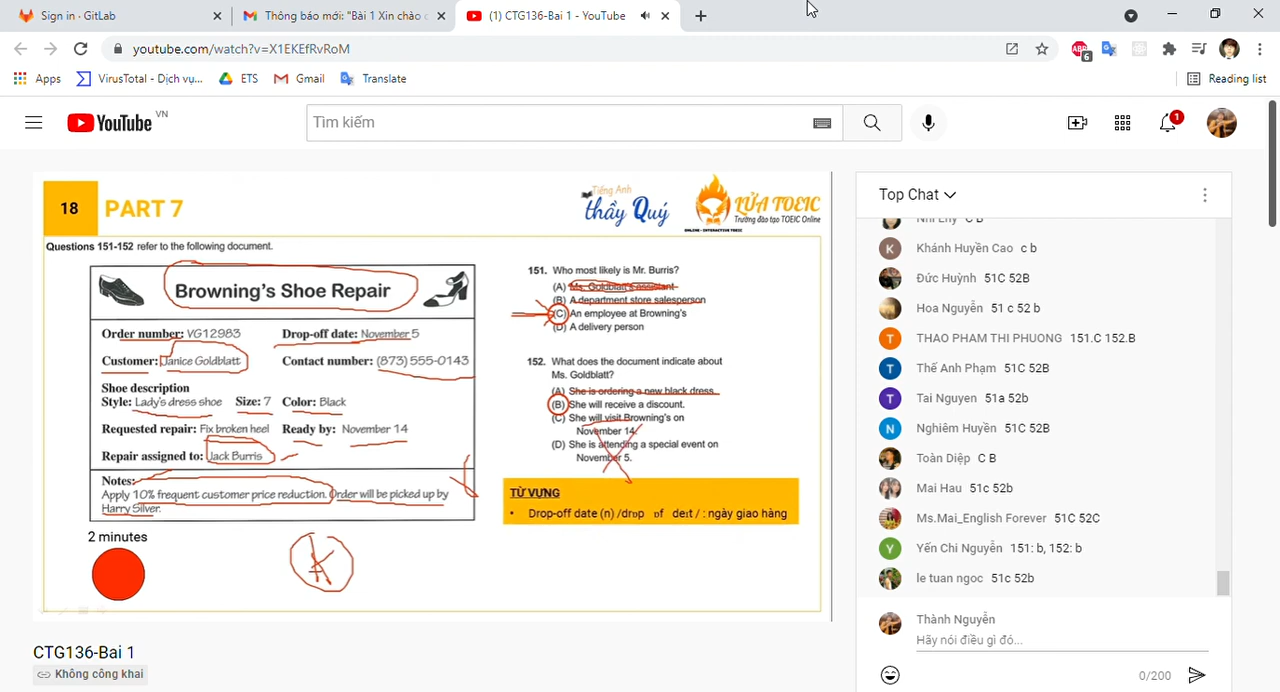 Sign in · GitLab
Thông báo mới: "Bài 1 Xin chào c
(1) CTG136-Bai 1 - YouTube
youtube.com/watch?v=X1EKEfRvRoM
ABP
6
Apps
VirusTotal - Dịch vụ...
ETS
Gmail
Translate
Reading list
YouTube VN
Tìm kiếm
1
18
PART 7
Tiếng Anh
thầy Quý
LỬA TOEIC
Trường đào tạo TOEIC Online
ONLINE - INTERACTIVE TOEIC
Questions 151-152 refer to the following document.
Browning's Shoe Repair
Order number: VG12983
Drop-off date: November 5
Customer: Janice Goldblatt
Contact number: (873) 555-0143
Shoe description
Style: Lady's dress shoe Size: 7 Color: Black
Requested repair: Fix broken heel Ready by: November 14
Repair assigned to: Jack Burris
Notes:
Apply 10% frequent customer price reduction. Order will be picked up by
Harry Silver.
2 minutes
K
151. Who most likely is Mr. Burris?
(A) Ms. Goldblatt's assistant
(B) A department store salesperson
(C) An employee at Browning's
(D) A delivery person
152. What does the document indicate about
Ms. Goldblatt?
(A) She is ordering a new black dress.
(B) She will receive a discount.
(C) She will visit Browning's on
November 14.
(D) She is attending a special event on
November 5.
TỪ VỰNG
• Drop-off date (n) /drɒp ɒf deɪt / : ngày giao hàng
CTG136-Bai 1
Không công khai
Top Chat
Nhi Elly C B
K
Khánh Huyền Cao c b
Đức Huỳnh 51C 52B
Hoa Nguyễn 51 c 52 b
T
THAO PHAM THI PHUONG 151.C 152.B
T
Thế Anh Phạm 51C 52B
T
Tai Nguyen 51a 52b
N
Nghiêm Huyền 51C 52B
Toàn Diệp C B
Mai Hau 51c 52b
Ms.Mai_English Forever 51C 52C
Y
Yến Chi Nguyễn 151: b, 152: b
le tuan ngoc 51c 52b
Thành Nguyễn
Hãy nói điều gì đó...
0/200